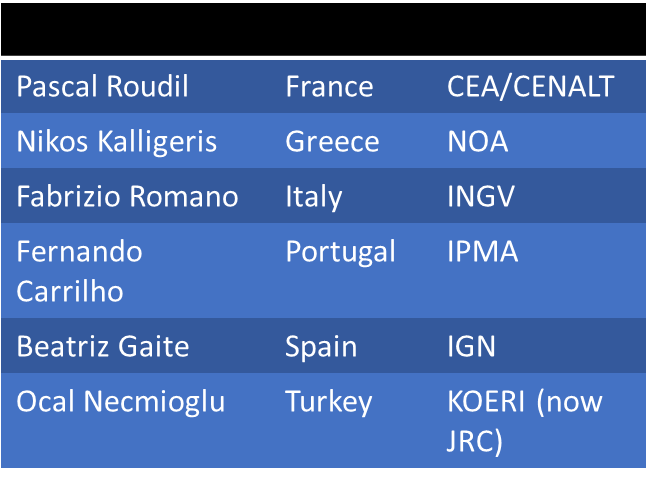 Pascal Roudil France CEA/CENALT
Nikos Kalligeris Greece NOA
Fabrizio Romano Italy INGV
Fernando Portugal IPMA
Carrilho
Beatriz Gaite Spain IGN
Ocal Necmioglu Turkey KOERI (now
JRC)